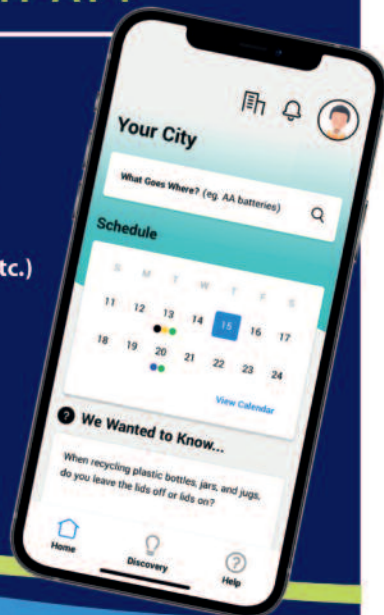 Your City
What Goes Where? (eg. AA batteries)
Schedule
S M T W T F S
11 12 13 14 15 16 17
tc.)
18 19 20 21 22 23 24
View Calendar
? We Wanted to Know...
When recycling plastic bottles, jars, and jugs,
do you leave the lids off or lids on?
Home Discovery ? Help